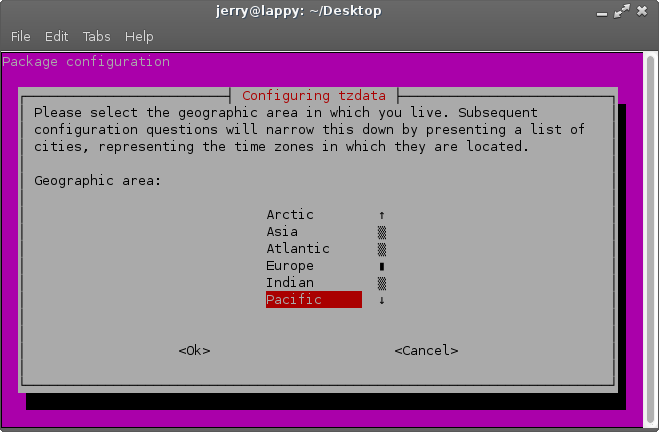 jerry@lappy: ~/Desktop
File Edit Tabs Help
Package configuration
Configuring tzdata
Please select the geographic area in which you live. Subsequent
configuration questions will narrow this down by presenting a list of
cities, representing the time zones in which they are located.
Geographic area:
Arctic
Asia
Atlantic
Europe
Indian
Pacific
<Ok> <Cancel>